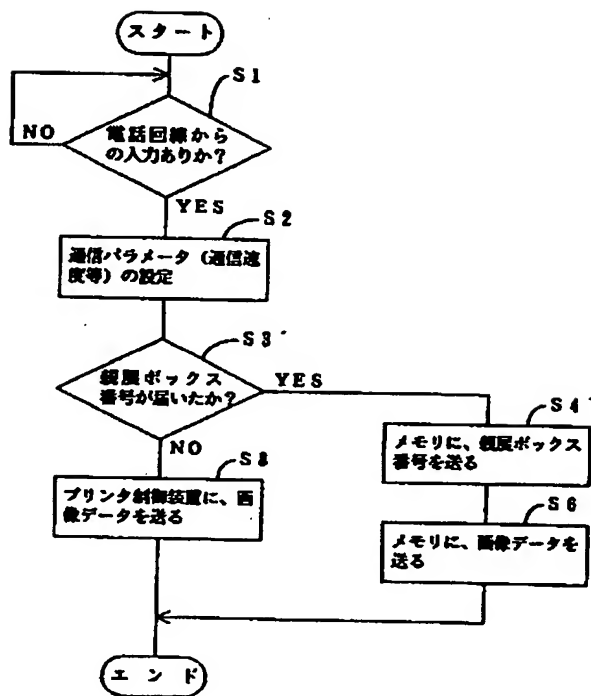 スタート
S1
電話回線から
の入力ありか？
NO
YES
S2
通信パラメータ（通信速
度等）の設定
S3'
親展ボックス
番号が届いたか？
YES
NO
S4'
メモリに、親展ボックス
番号を送る
S8
プリンタ制御装置に、画
像データを送る
S6
メモリに、画像データを
送る
エンド